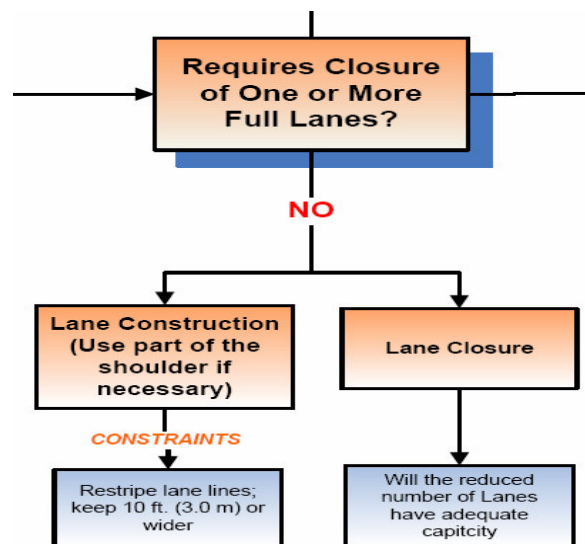 Requires Closure
of One or More
Full Lanes?
NO
Lane Construction
(Use part of the
shoulder if
necessary)
Lane Closure
CONSTRAINTS
Restripe lane lines;
keep 10 ft. (3.0 m) or
wider
Will the reduced
number of Lanes
have adequate
capitcity